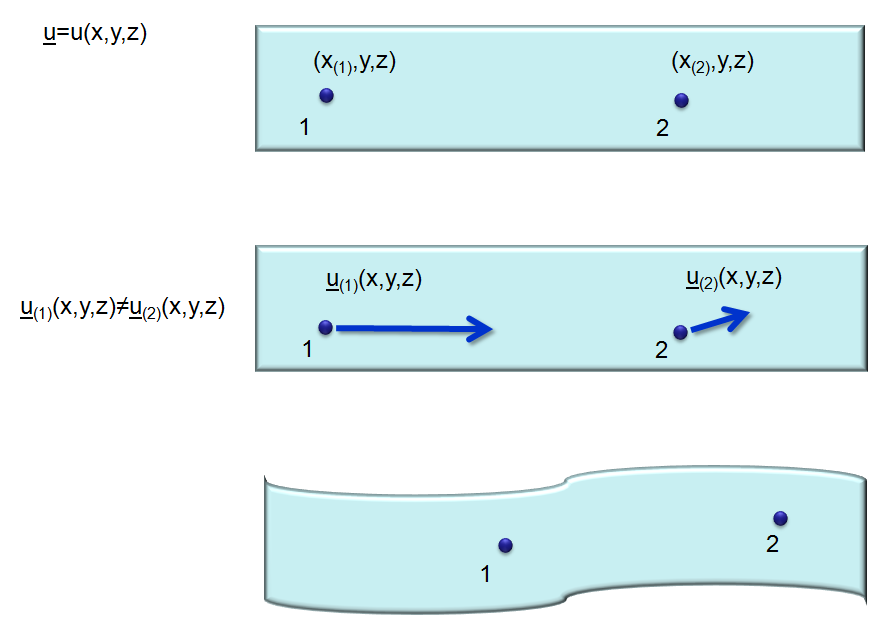 u=u(x,y,z)
(x(1),y,z)
(x(2),y,z)
1
2
u(1)(x,y,z)
u(2)(x,y,z)
u(1)(x,y,z)≠u(2)(x,y,z)
1
2
1
2